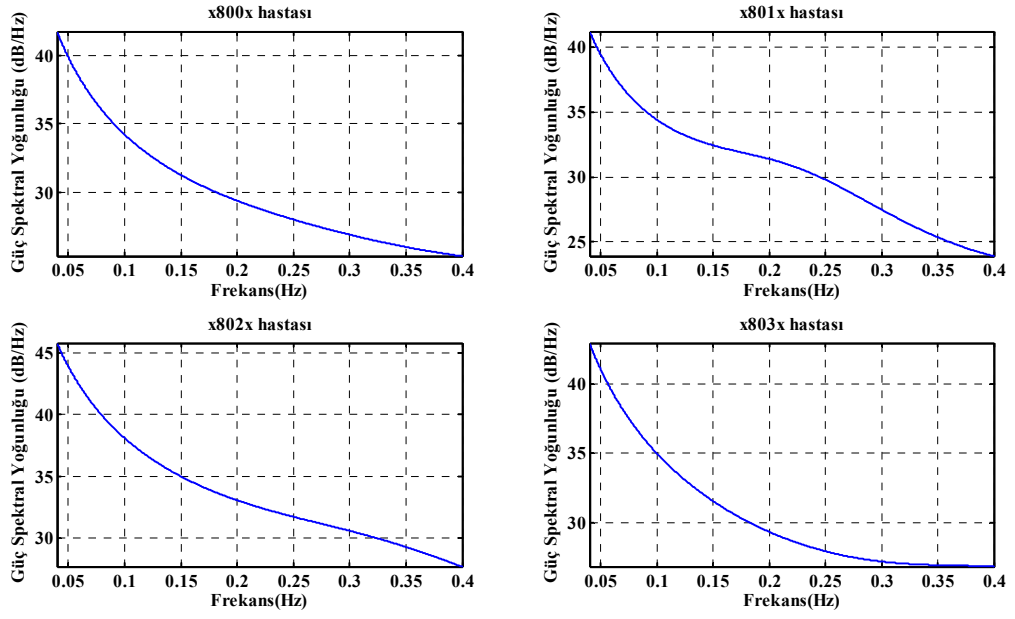 x800x hastası
Güç Spektral Yoğunluğu (dB/Hz)
40
35
30
0.05 0.1 0.15 0.2 0.25 0.3 0.35 0.4
Frekans(Hz)
x801x hastası
Güç Spektral Yoğunluğu (dB/Hz)
40
35
30
25
0.05 0.1 0.15 0.2 0.25 0.3 0.35 0.4
Frekans(Hz)
x802x hastası
Güç Spektral Yoğunluğu (dB/Hz)
45
40
35
30
0.05 0.1 0.15 0.2 0.25 0.3 0.35 0.4
Frekans(Hz)
x803x hastası
Güç Spektral Yoğunluğu (dB/Hz)
40
35
30
0.05 0.1 0.15 0.2 0.25 0.3 0.35 0.4
Frekans(Hz)